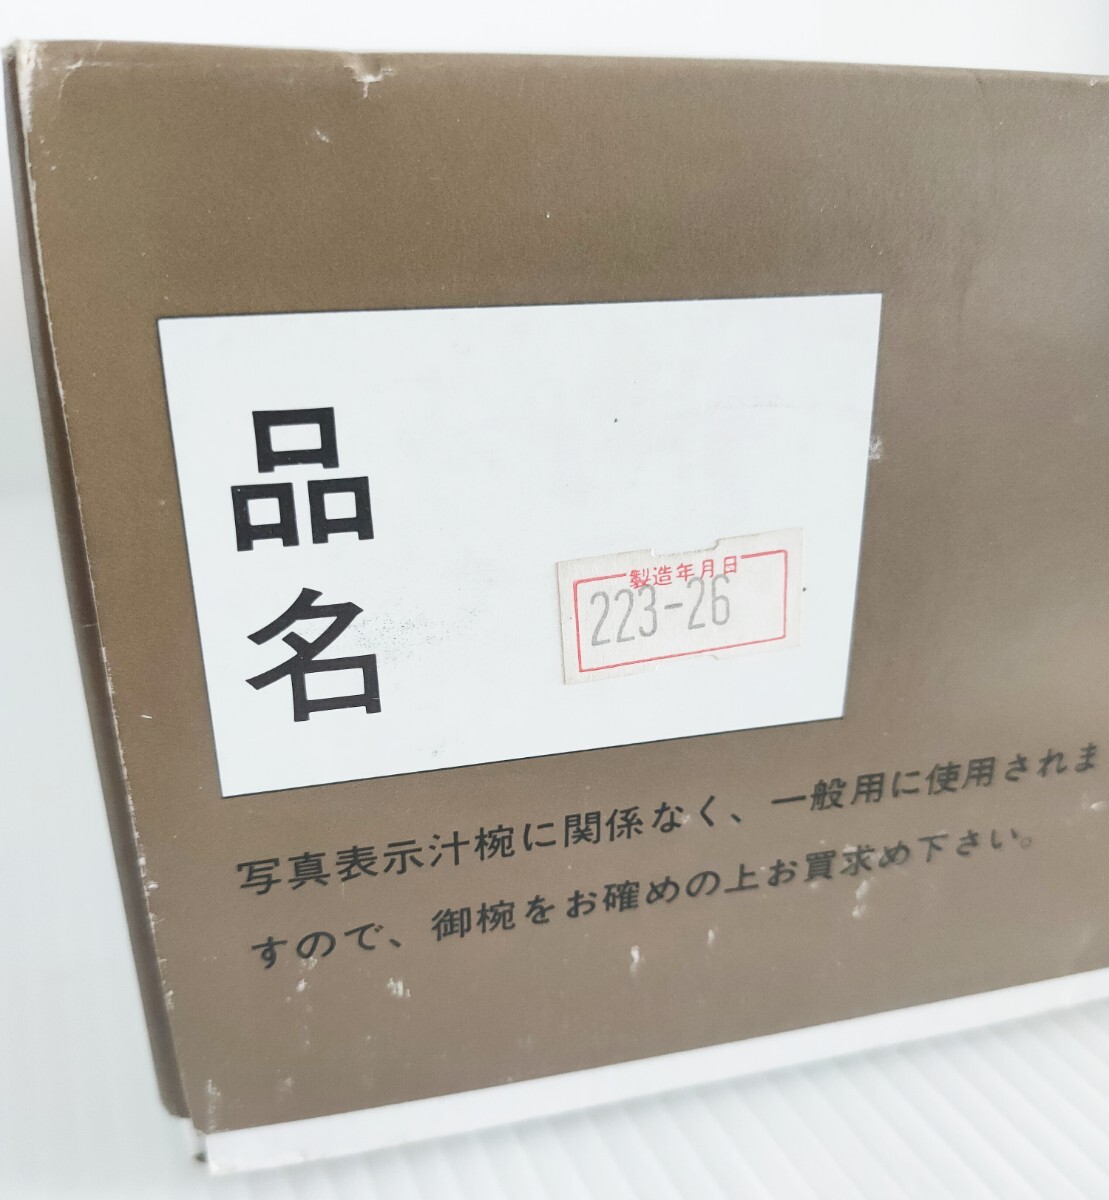 品名
製造年月日
223-26
写真表示汁椀に関係なく、一般用に使用されま
すので、御椀をお確めの上お買求め下さい。